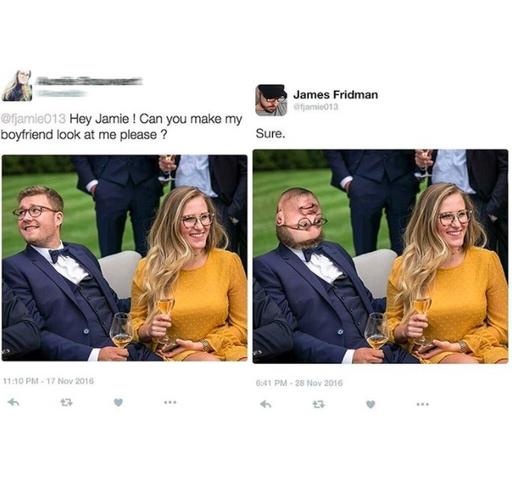 @fjamie013 Hey Jamie ! Can you make my
boyfriend look at me please ?
11:10 PM - 17 Nov 2016
James Fridman
@fjamie013
Sure.
6:41 PM - 28 Nov 2016